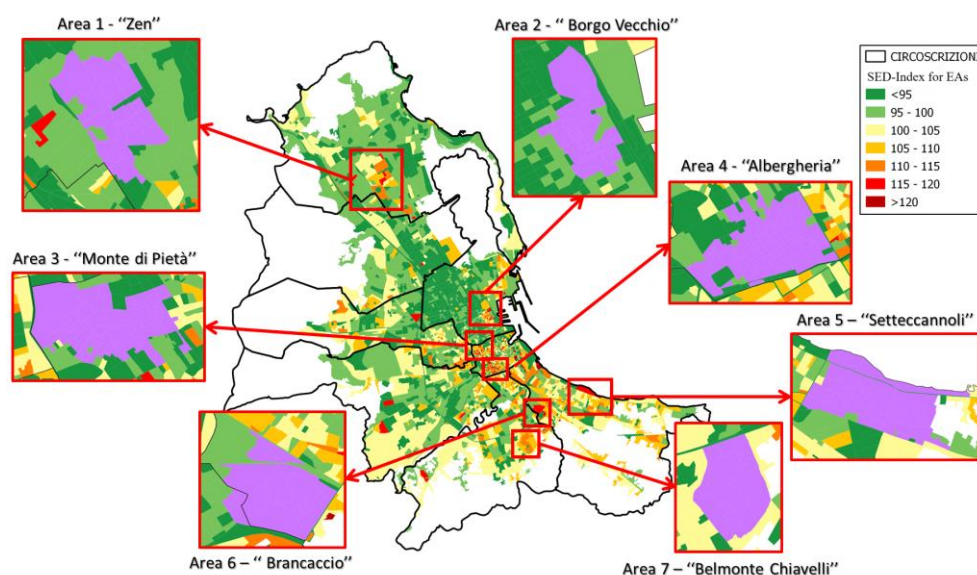 Area 1 - “Zen”
Area 2 - “ Borgo Vecchio”
CIRCOSCRIZIONI
SED-Index for EAs
<95
95 - 100
100 - 105
105 - 110
110 - 115
115 - 120
>120
Area 4 - “Albergheria”
Area 3 - “Monte di Pietà”
Area 5 – “Setteccannoli”
Area 6 – “ Brancaccio”
Area 7 – “Belmonte Chiavelli”